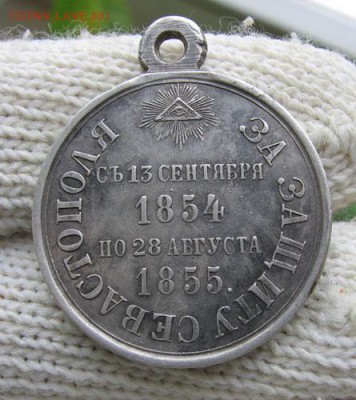 СЪ 13 СЕНТЯБРЯ
1854
ПО 28 АВГУСТА
1855.
ЗА ЗАЩИТУ СЕВАСТОПОЛЯ